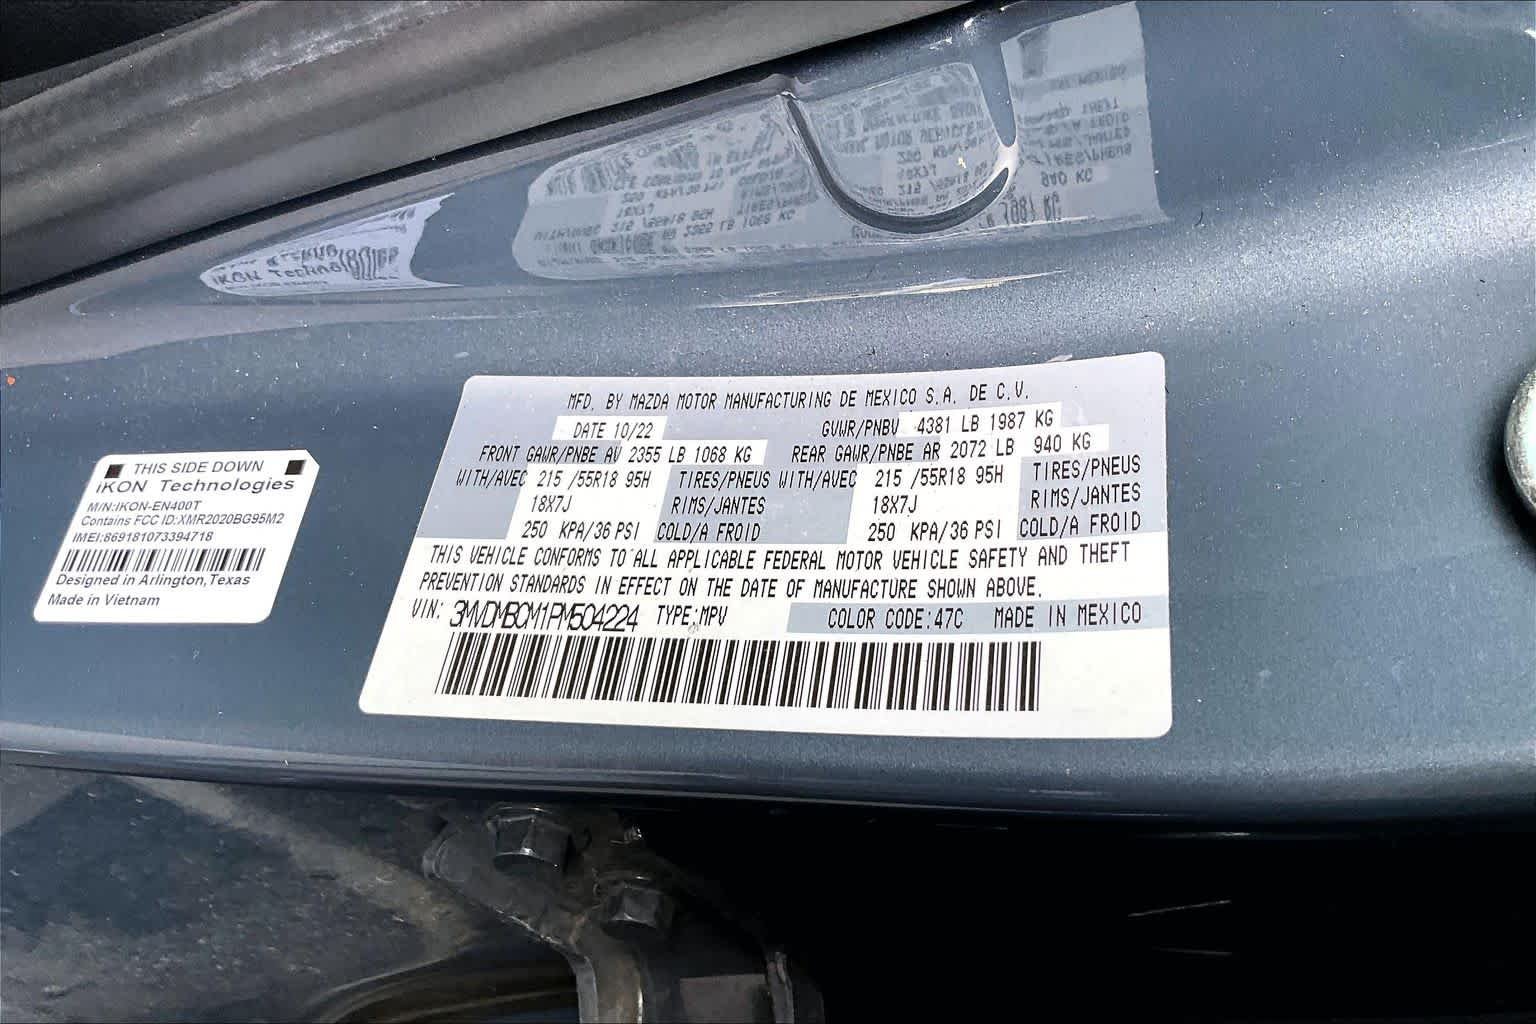 THIS SIDE DOWN
iKON Technologies
M/N:IKON-EN400T
Contains FCC ID:XMR2020BG95M2
IMEI:869181073394718
Designed in Arlington,Texas
Made in Vietnam
MFD. BY MAZDA MOTOR MANUFACTURING DE MEXICO S.A. DE C.V.
DATE 10/22 GVWR/PNBV 4381 LB 1987 KG
FRONT GAWR/PNBE AV 2355 LB 1068 KG REAR GAWR/PNBE AR 2072 LB 940 KG
WITH/AVEC 215 /55R18 95H TIRES/PNEUS WITH/AVEC 215 /55R18 95H TIRES/PNEUS
18X7J RIMS/JANTES 18X7J RIMS/JANTES
250 KPA/36 PSI COLD/A FROID 250 KPA/36 PSI COLD/A FROID
THIS VEHICLE CONFORMS TO ALL APPLICABLE FEDERAL MOTOR VEHICLE SAFETY AND THEFT
PREVENTION STANDARDS IN EFFECT ON THE DATE OF MANUFACTURE SHOWN ABOVE.
VIN: 3MVDMBCM1PM504224 TYPE:MPV COLOR CODE:47C MADE IN MEXICO